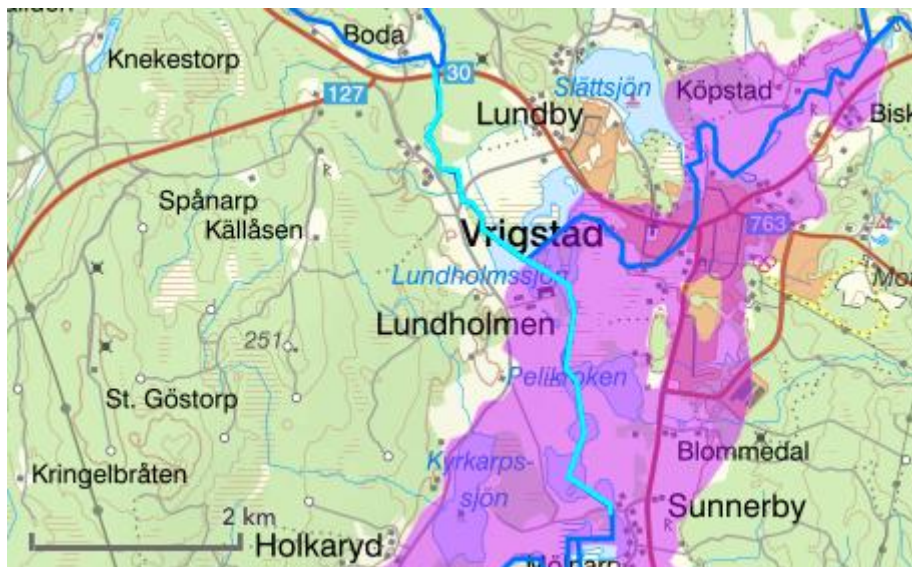 Boda
Knekestorp
30
127
Slättsjön
Köpstad
Lundby
Bisk
Spånarp
Källåsen
Vrigstad
763
Lundholmssjön
Mo
Lundholmen
251
Pelikroken
St. Göstorp
Blommedal
Kyrkarps-
sjön
Kringelbråten
Sunnerby
2 km
Holkaryd